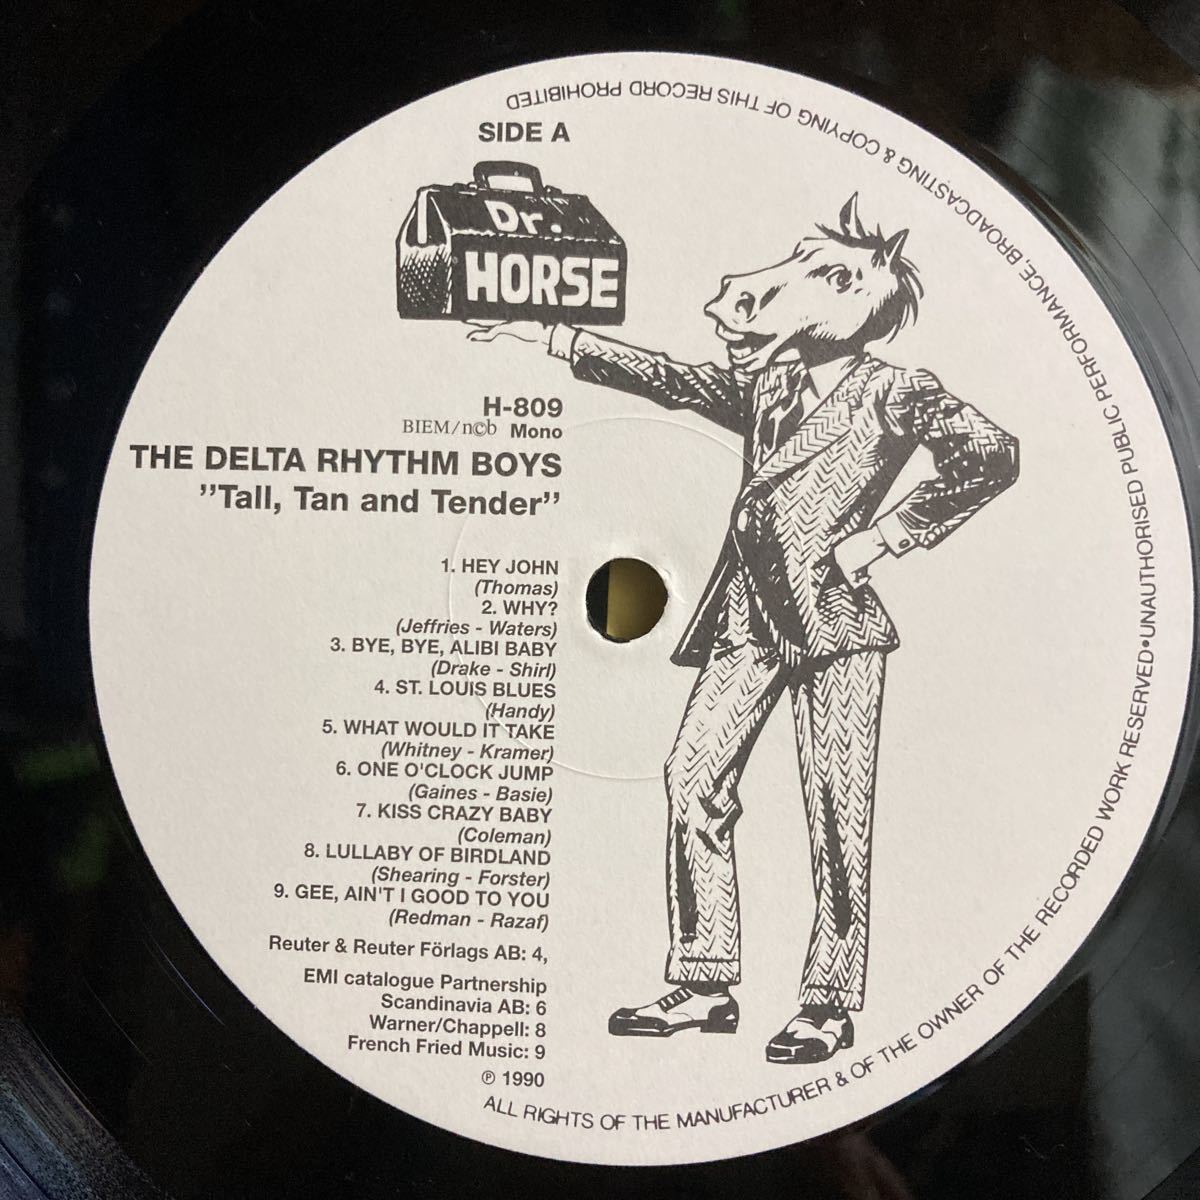 SIDE A
Dr.
HORSE
H-809
BIEM/n©b Mono
THE DELTA RHYTHM BOYS
"Tall, Tan and Tender"
1. HEY JOHN
(Thomas)
2. WHY?
(Jeffries - Waters)
3. BYE, BYE, ALIBI BABY
(Drake - Shirl)
4. ST. LOUIS BLUES
(Handy)
5. WHAT WOULD IT TAKE
(Whitney - Kramer)
6. ONE O'CLOCK JUMP
(Gaines - Basie)
7. KISS CRAZY BABY
(Coleman)
8. LULLABY OF BIRDLAND
(Shearing - Forster)
9. GEE, AIN'T I GOOD TO YOU
(Redman - Razaf)
Reuter & Reuter Förlags AB: 4,
EMI catalogue Partnership
Scandinavia AB: 6
Warner/Chappell: 8
French Fried Music: 9
℗ 1990
ALL RIGHTS OF THE MANUFACTURER & OF THE OWNER OF THE RECORDED WORK RESERVED•UNAUTHORISED PUBLIC PERFORMANCE, BROADCASTING & COPYING OF THIS RECORD PROHIBITED